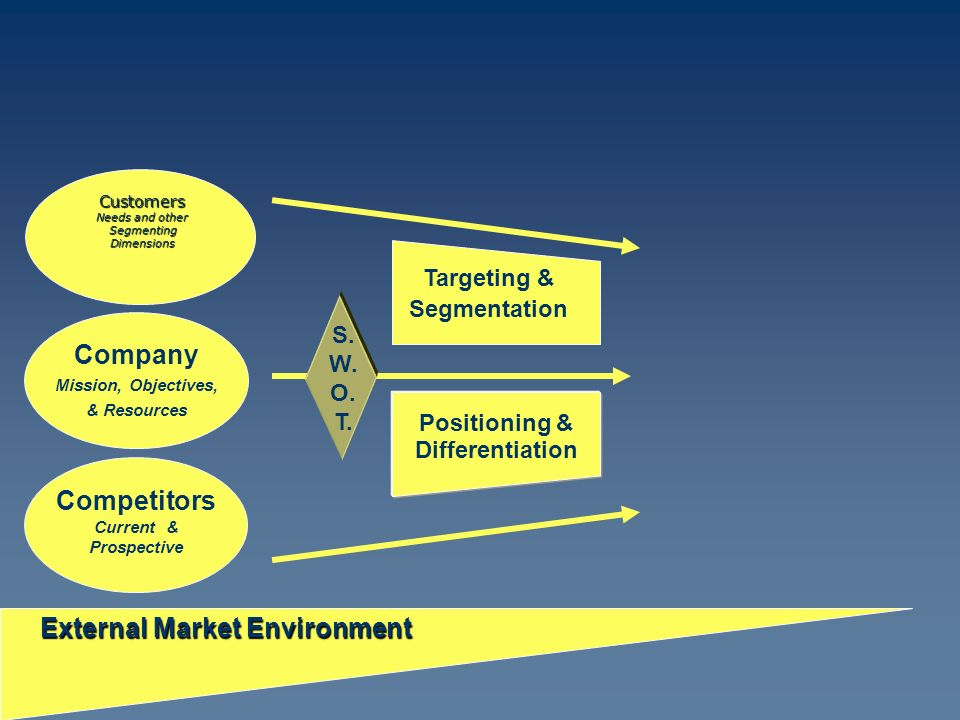 Customers
Needs and other
Segmenting
Dimensions
Company
Mission, Objectives,
& Resources
Competitors
Current &
Prospective
S.
W.
O.
T.
Targeting &
Segmentation
Positioning &
Differentiation
External Market Environment